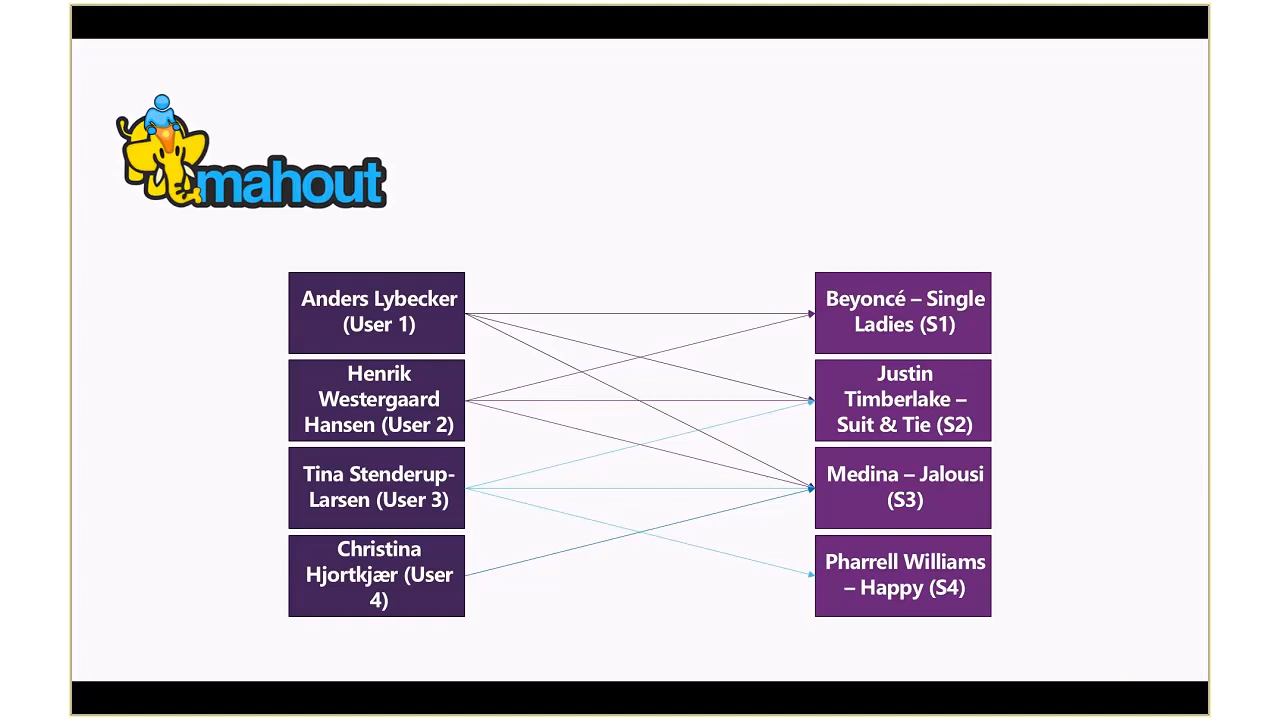 mahout
Anders Lybecker
(User 1)
Henrik
Westergaard
Hansen (User 2)
Tina Stenderup-
Larsen (User 3)
Christina
Hjortkjær (User
4)
Beyoncé – Single
Ladies (S1)
Justin
Timberlake –
Suit & Tie (S2)
Medina – Jalousi
(S3)
Pharrell Williams
– Happy (S4)